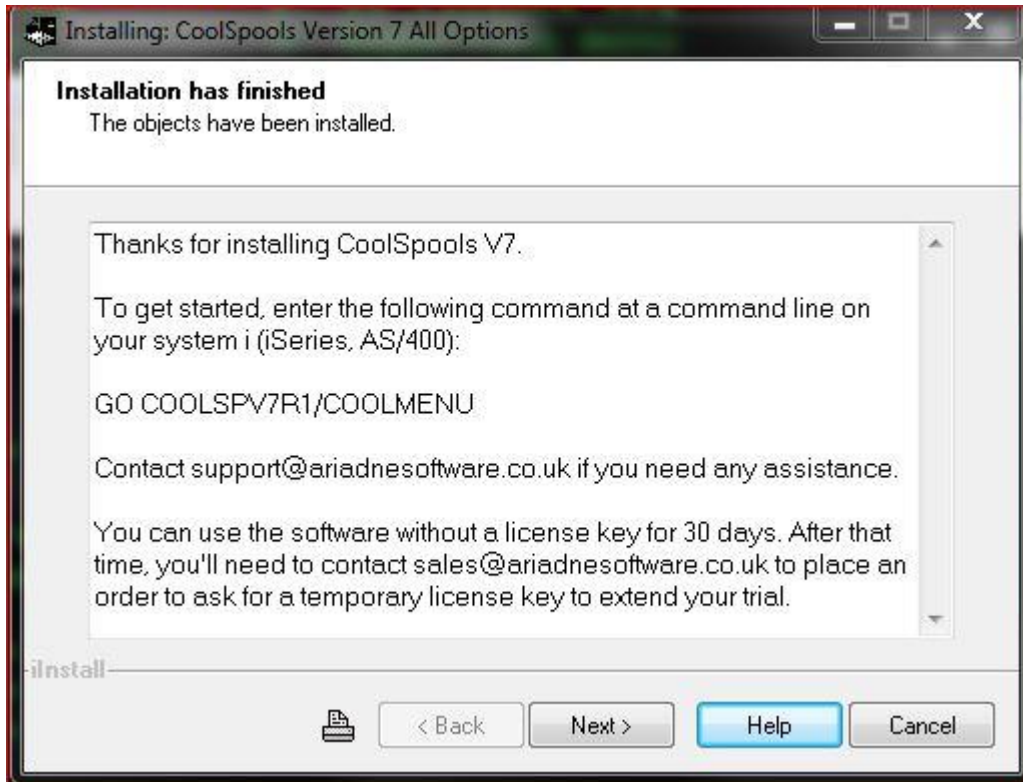 Installing: CoolSpools Version 7 All Options
Installation has finished
The objects have been installed.
Thanks for installing CoolSpools V7.
To get started, enter the following command at a command line on
your system i (iSeries, AS/400):
GO COOLSPV7R1/COOLMENU
Contact support@ariadnesoftware.co.uk if you need any assistance.
You can use the software without a license key for 30 days. After that
time, you'll need to contact sales@ariadnesoftware.co.uk to place an
order to ask for a temporary license key to extend your trial.
iInstall
< Back Next > Help Cancel